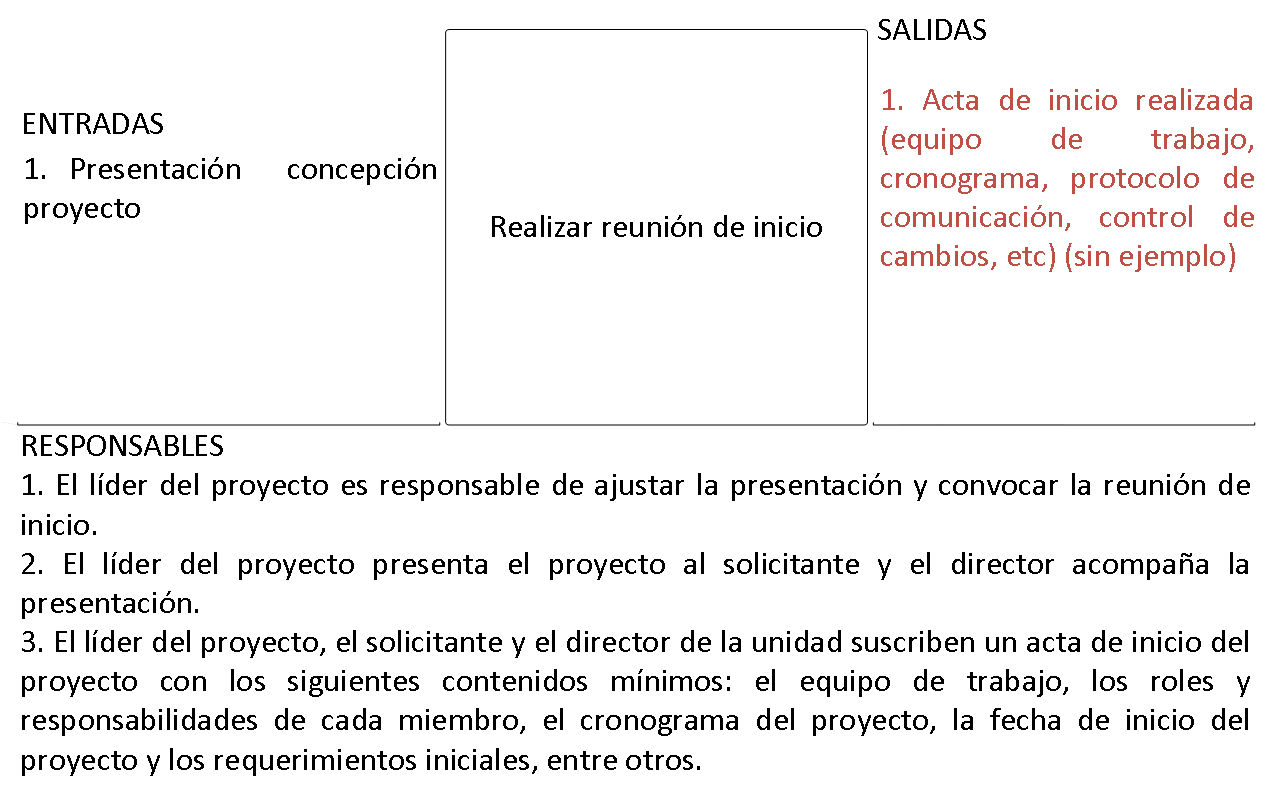 ENTRADAS
1. Presentación concepción
proyecto
Realizar reunión de inicio
SALIDAS
1. Acta de inicio realizada
(equipo de trabajo,
cronograma, protocolo de
comunicación, control de
cambios, etc) (sin ejemplo)
RESPONSABLES
1. El líder del proyecto es responsable de ajustar la presentación y convocar la reunión de
inicio.
2. El líder del proyecto presenta el proyecto al solicitante y el director acompaña la
presentación.
3. El líder del proyecto, el solicitante y el director de la unidad suscriben un acta de inicio del
proyecto con los siguientes contenidos mínimos: el equipo de trabajo, los roles y
responsabilidades de cada miembro, el cronograma del proyecto, la fecha de inicio del
proyecto y los requerimientos iniciales, entre otros.